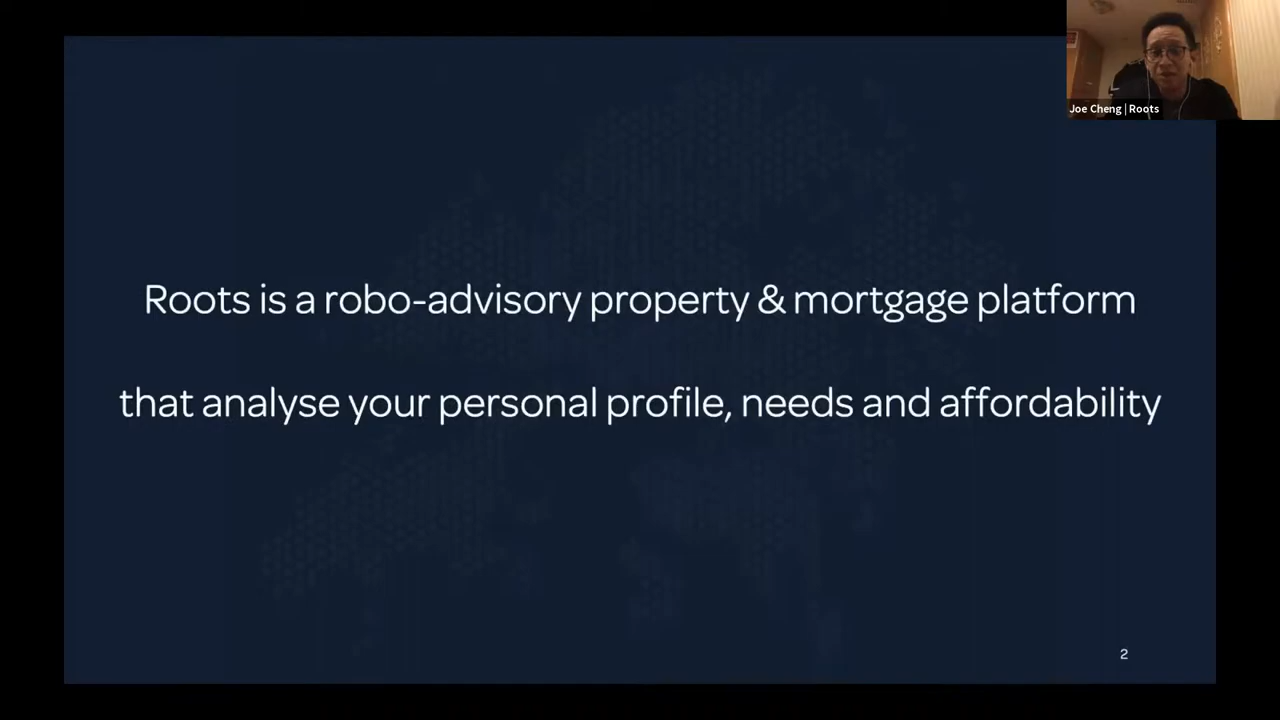 Joe Cheng | Roots
Roots is a robo-advisory property & mortgage platform
that analyse your personal profile, needs and affordability
2